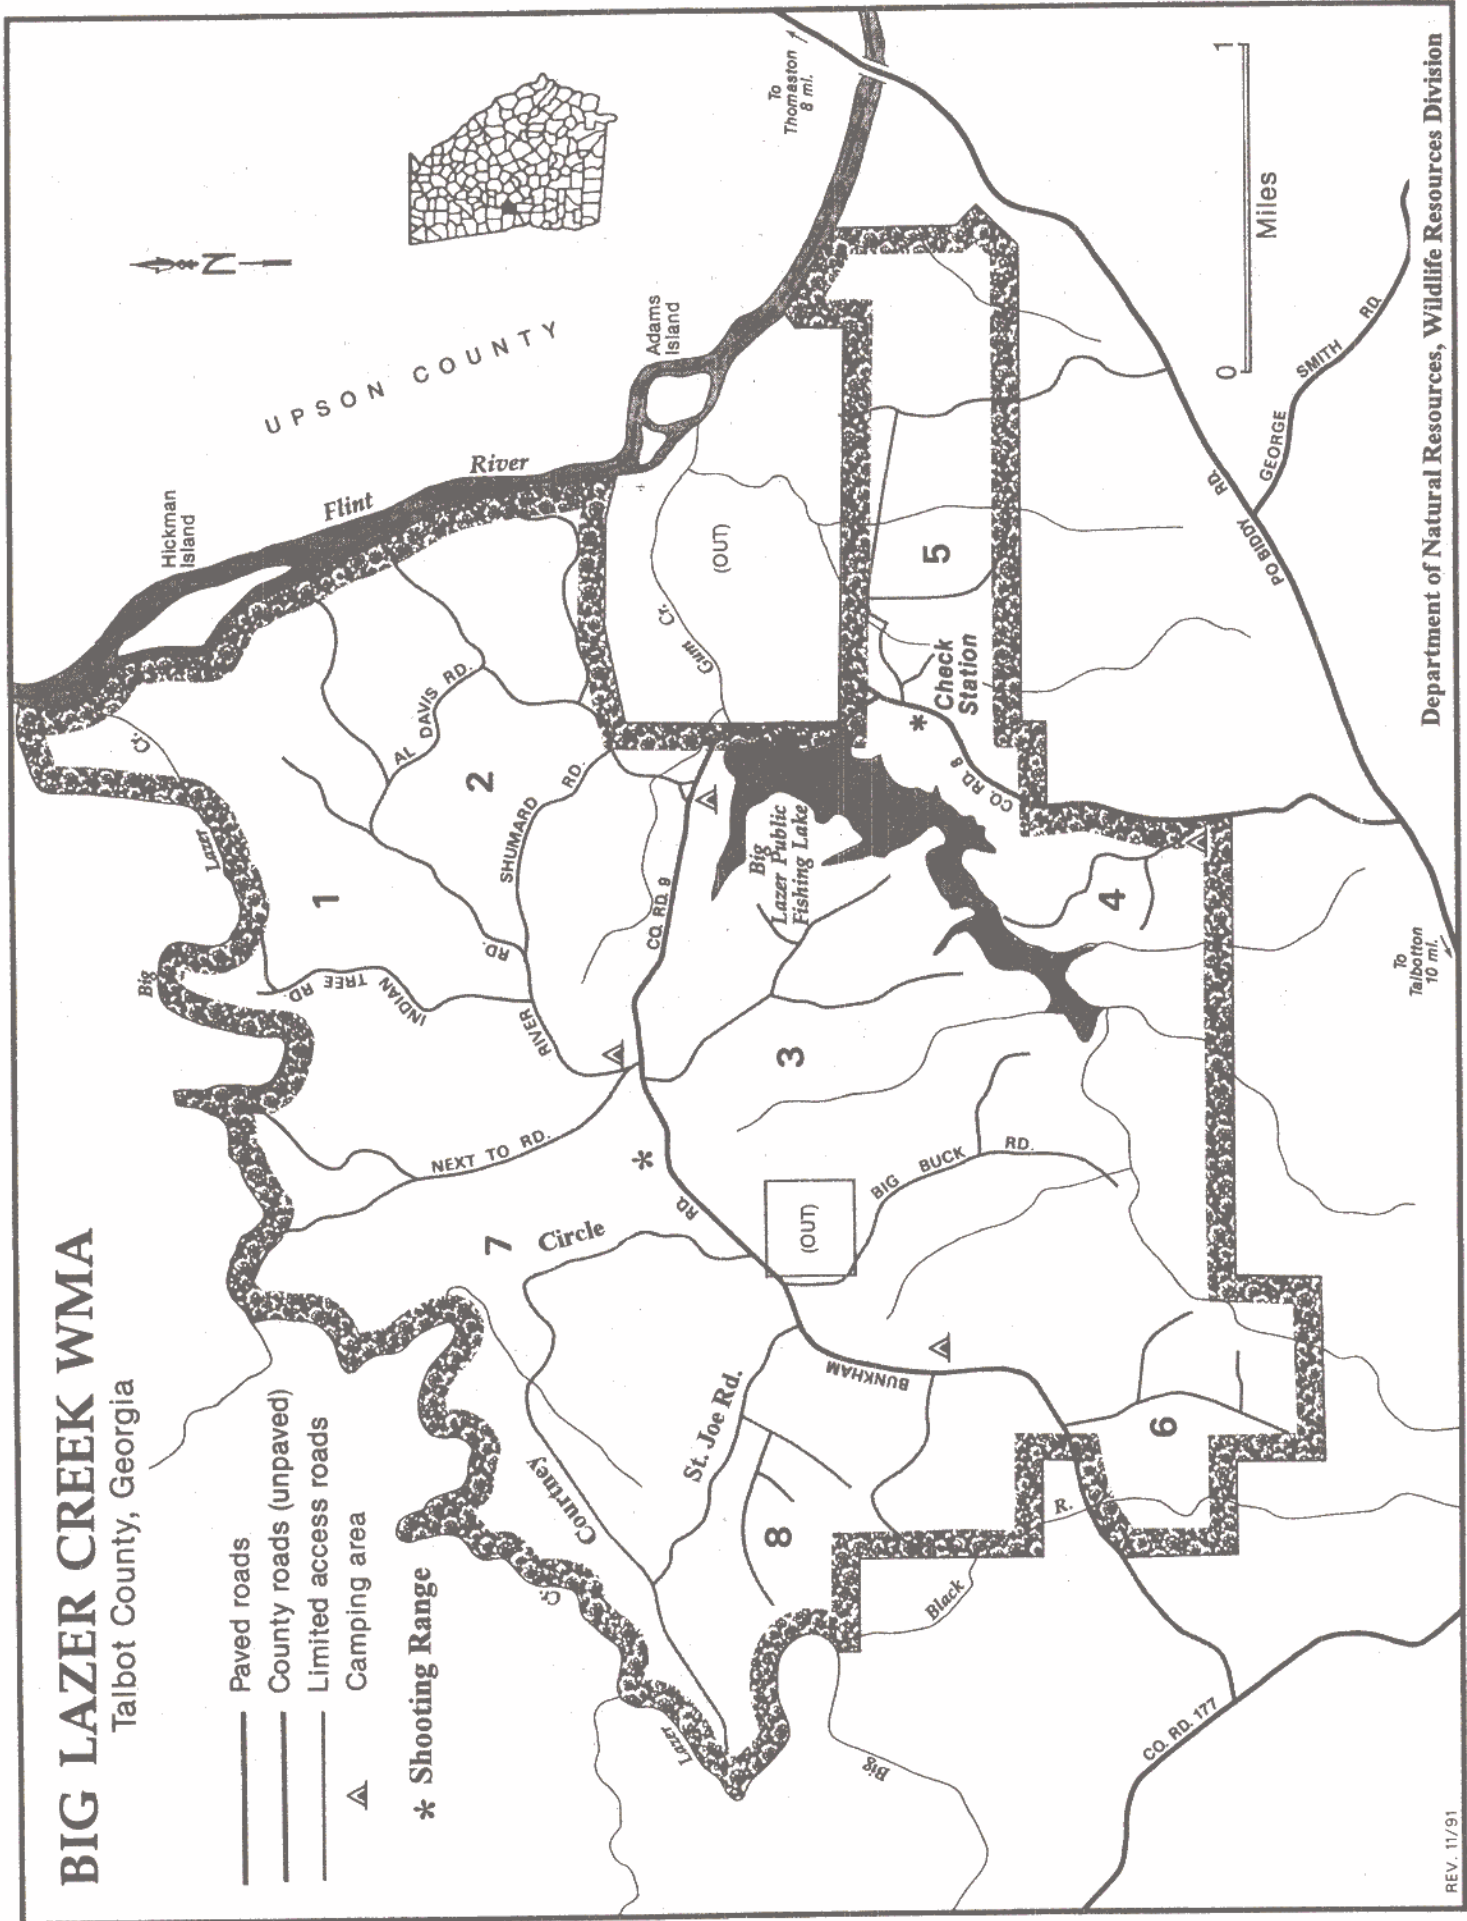 BIG LAZER CREEK WMA
Talbot County, Georgia
Paved roads
County roads (unpaved)
Limited access roads
Camping area
* Shooting Range
N
UPSON COUNTY
Hickman
Island
Flint
River
Adams
Island
To
Thomaston
8 mi.
Big
Lazer
Cr.
1
INDIAN TREE RD.
AL DAVIS RD.
2
SHUMARD RD.
RIVER
RD.
NEXT TO RD.
7
Circle
Courtney
Cr.
Lazer
Big
St. Joe Rd.
8
CO. RD. 9
Gum Cr.
(OUT)
Big
Lazer Public
Fishing Lake
3
*
RD.
(OUT)
BIG BUCK RD.
BUNKHAM
*
Check
Station
5
CO. RD. 8
4
6
R.
Black
CO. RD. 177
PO BIDDY
RD.
GEORGE SMITH RD.
To
Talbotton
10 mi.
0
1
Miles
REV. 11/91
Department of Natural Resources, Wildlife Resources Division